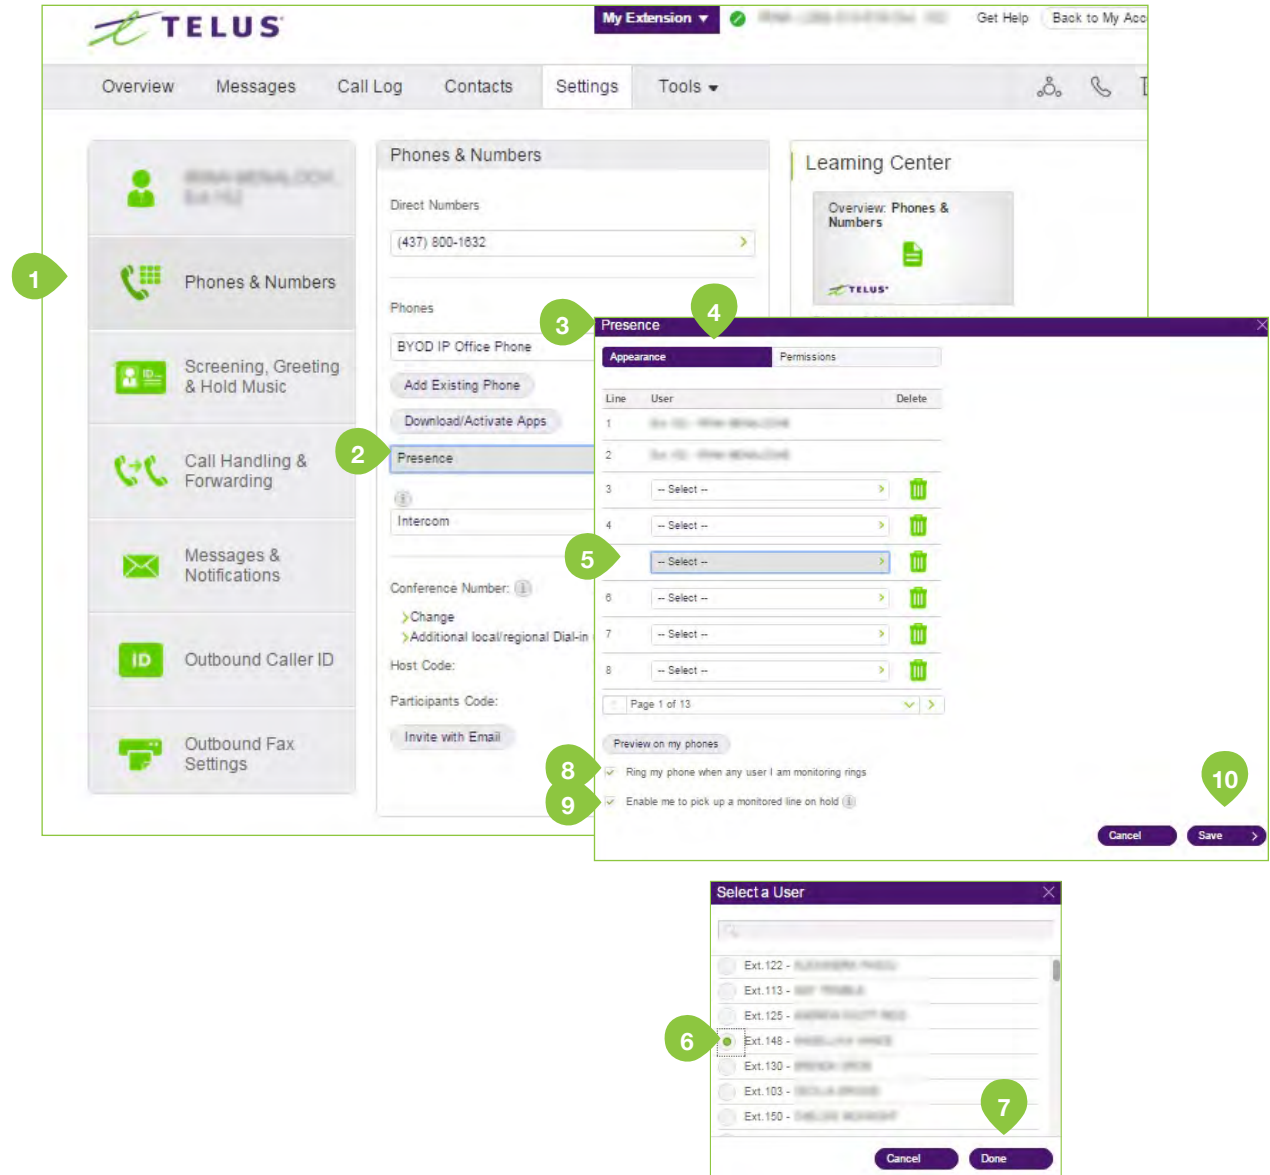 TELUS
My Extension
Get Help
Back to My Acc
Overview
Messages
Call Log
Contacts
Settings
Tools
Phones & Numbers
Screening, Greeting
& Hold Music
Call Handling &
Forwarding
Messages &
Notifications
ID
Outbound Caller ID
Outbound Fax
Settings
1
Phones & Numbers
Direct Numbers
(437) 800-1632
Phones
BYOD IP Office Phone
Add Existing Phone
Download/Activate Apps
2
Presence
Intercom
Conference Number:
Change
Additional local/regional Dial-in
Host Code:
Participants Code:
Invite with Email
Learning Center
Overview: Phones &
Numbers
TELUS
3
Presence
4
Appearance
Permissions
Line
User
Delete
1
2
3
-- Select --
4
-- Select --
5
-- Select --
6
-- Select --
7
-- Select --
8
-- Select --
Page 1 of 13
Preview on my phones
8
Ring my phone when any user I am monitoring rings
9
Enable me to pick up a monitored line on hold
10
Cancel
Save
Select a User
Ext.122 -
Ext.113 -
Ext.125 -
6
Ext.148 -
Ext.130 -
Ext.103 -
Ext.150 -
7
Cancel
Done